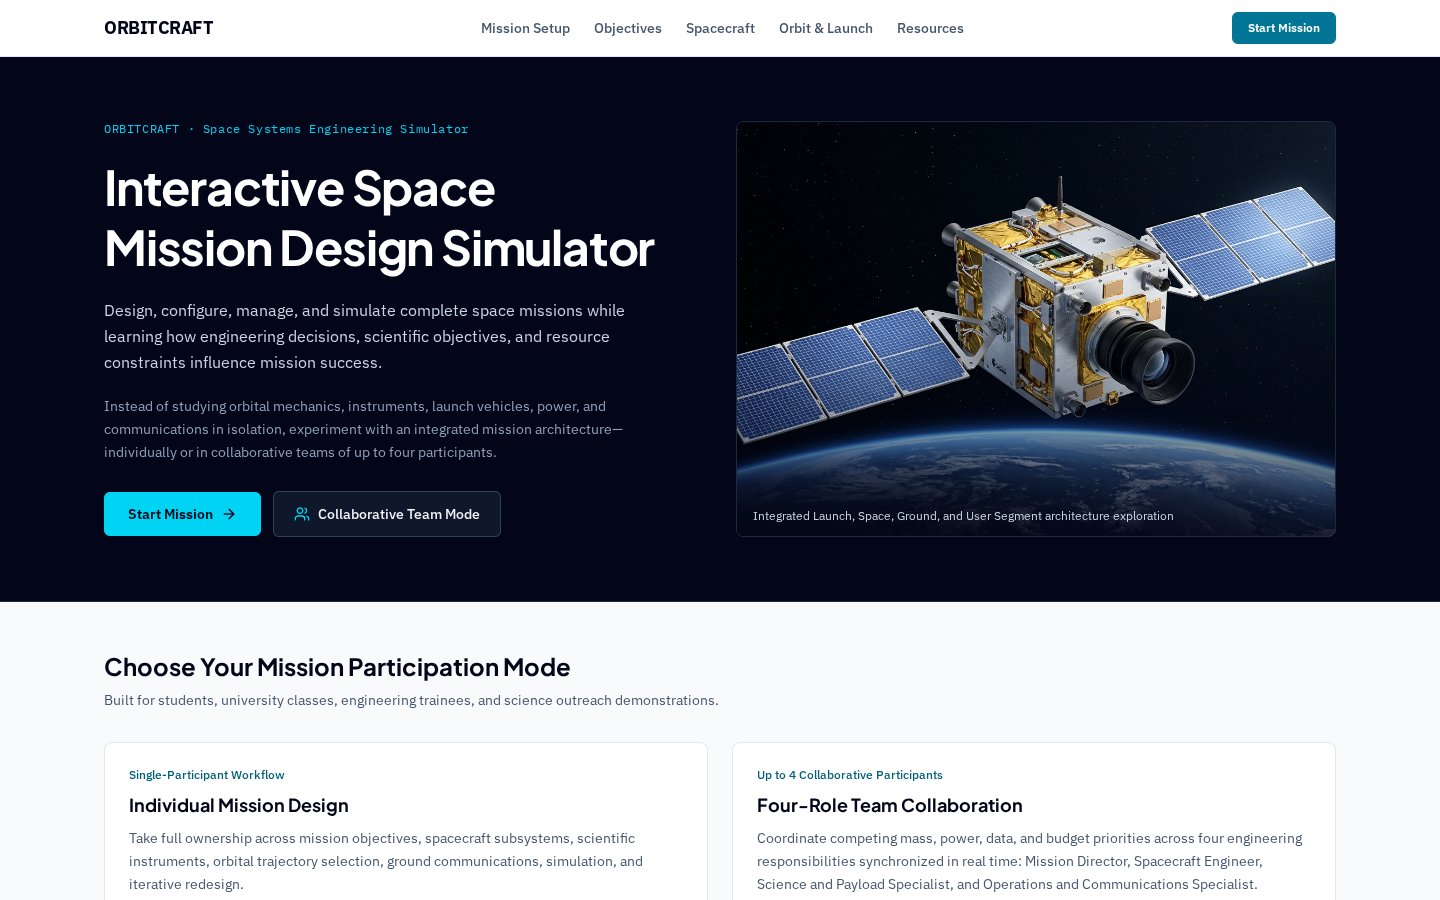 ORBITCRAFT
Mission Setup
Objectives
Spacecraft
Orbit & Launch
Resources
Start Mission
ORBITCRAFT · Space Systems Engineering Simulator
Interactive Space
Mission Design Simulator
Design, configure, manage, and simulate complete space missions while
learning how engineering decisions, scientific objectives, and resource
constraints influence mission success.
Instead of studying orbital mechanics, instruments, launch vehicles, power, and
communications in isolation, experiment with an integrated mission architecture—
individually or in collaborative teams of up to four participants.
Start Mission
Collaborative Team Mode
Integrated Launch, Space, Ground, and User Segment architecture exploration
Choose Your Mission Participation Mode
Built for students, university classes, engineering trainees, and science outreach demonstrations.
Single-Participant Workflow
Individual Mission Design
Take full ownership across mission objectives, spacecraft subsystems, scientific
instruments, orbital trajectory selection, ground communications, simulation, and
iterative redesign.
Up to 4 Collaborative Participants
Four-Role Team Collaboration
Coordinate competing mass, power, data, and budget priorities across four engineering
responsibilities synchronized in real time: Mission Director, Spacecraft Engineer,
Science and Payload Specialist, and Operations and Communications Specialist.